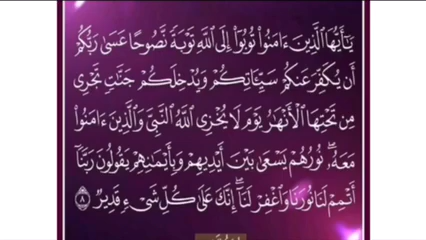 يَـٰٓأَيُّهَا ٱلَّذِينَ ءَامَنُوا۟ تُوبُوٓا۟ إِلَى ٱللَّهِ تَوْبَةً نَّصُوحًا عَسَىٰ رَبُّكُمْ
أَن يُكَفِّرَ عَنكُمْ سَيِّـَٔاتِكُمْ وَيُدْخِلَكُمْ جَنَّـٰتٍ تَجْرِى
مِن تَحْتِهَا ٱلْأَنْهَـٰرُ يَوْمَ لَا يُخْزِى ٱللَّهُ ٱلنَّبِىَّ وَٱلَّذِينَ ءَامَنُوا۟
مَعَهُۥ ۖ نُورُهُمْ يَسْعَىٰ بَيْنَ أَيْدِيهِمْ وَبِأَيْمَـٰنِهِمْ يَقُولُونَ رَبَّنَآ
أَتْمِمْ لَنَا نُورَنَا وَٱغْفِرْ لَنَآ ۖ إِنَّكَ عَلَىٰ كُلِّ شَىْءٍ قَدِيرٌ ٨